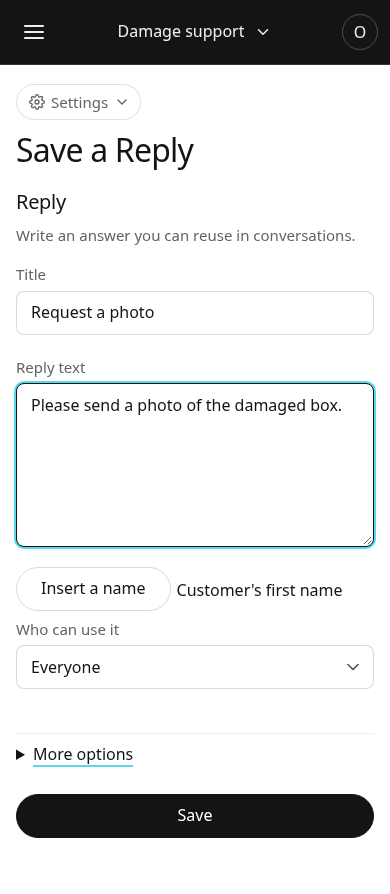 Damage support
O
Settings
Save a Reply
Reply
Write an answer you can reuse in conversations.
Title
Request a photo
Reply text
Please send a photo of the damaged box.
Insert a name Customer's first name
Who can use it
Everyone
More options
Save